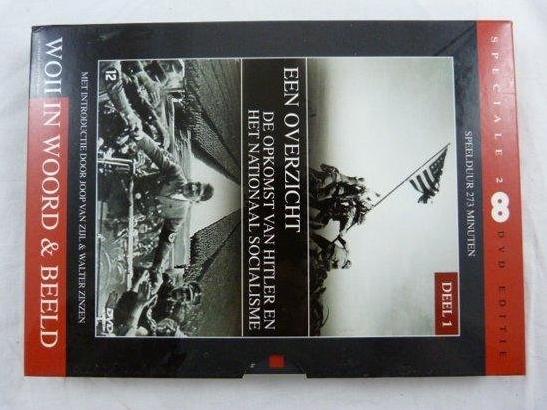 SPECIALE 2 DVD EDITIE
SPEELDUUR 273 MINUTEN
DEEL 1
EEN OVERZICHT
DE OPKOMST VAN HITLER EN
HET NATIONAAL SOCIALISME
12
DVD
MET INTRODUCTIE DOOR JOOP VAN ZIJL & WALTER ZINZEN
WOII IN WOORD & BEELD